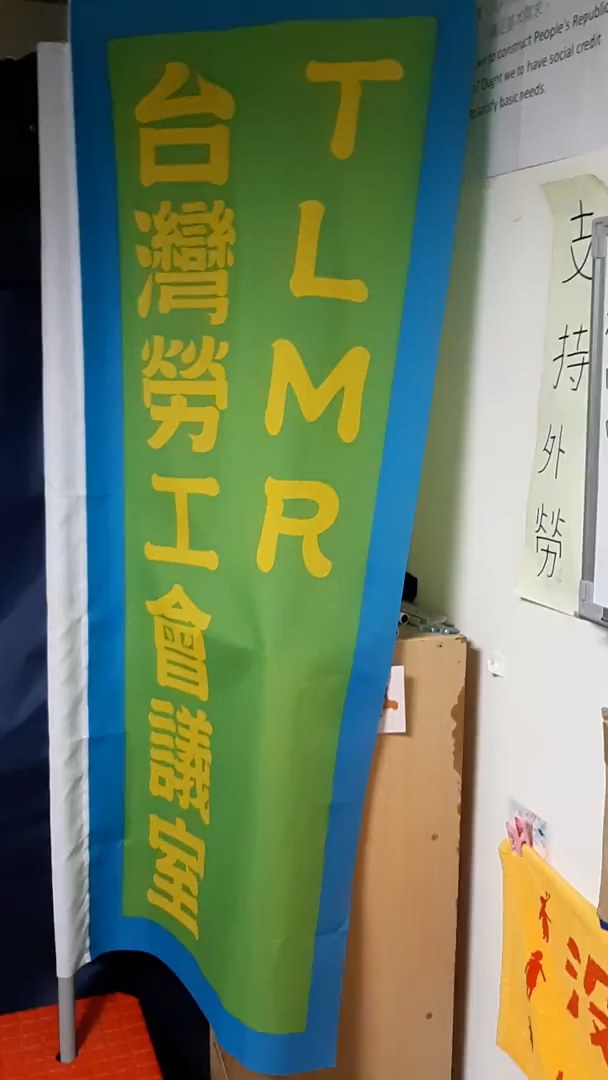 TLMR
台灣勞工會議室
to construct People's Republic
Ought we to have social credit
satisfy basic needs.
支持外勞